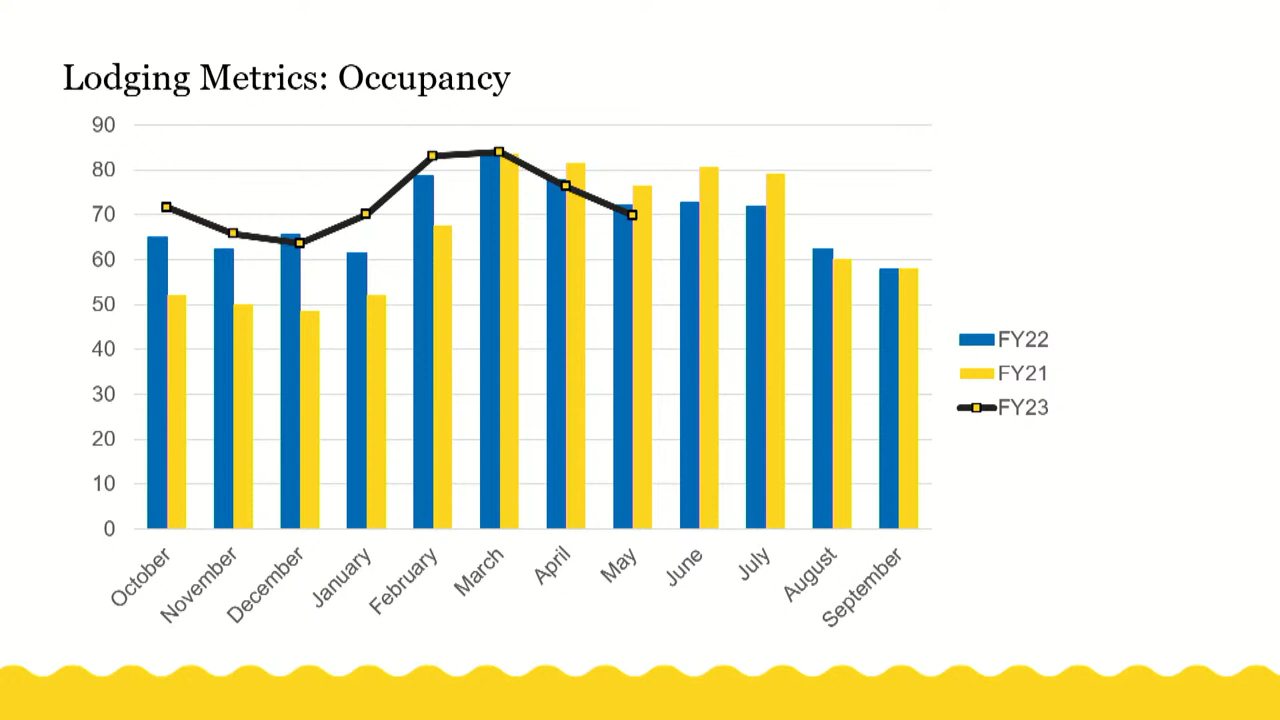 Lodging Metrics: Occupancy
90
80
70
60
50
40
30
20
10
0
October
November
December
January
February
March
April
May
June
July
August
September
FY22
FY21
FY23